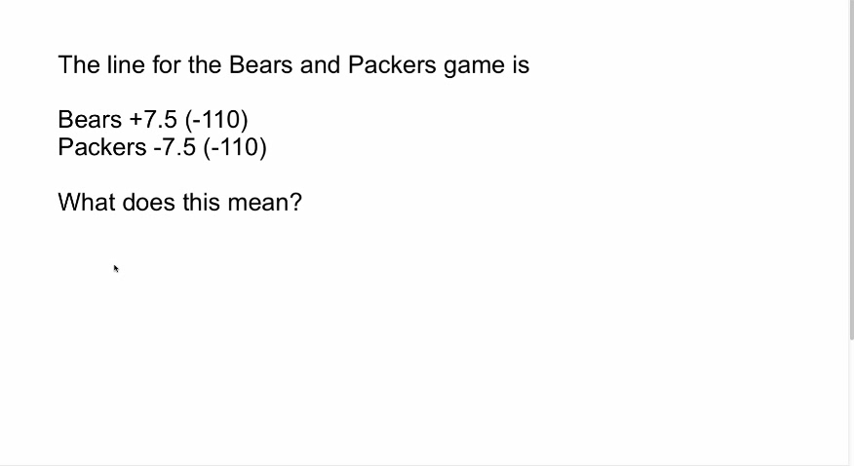 The line for the Bears and Packers game is
Bears +7.5 (-110)
Packers -7.5 (-110)
What does this mean?